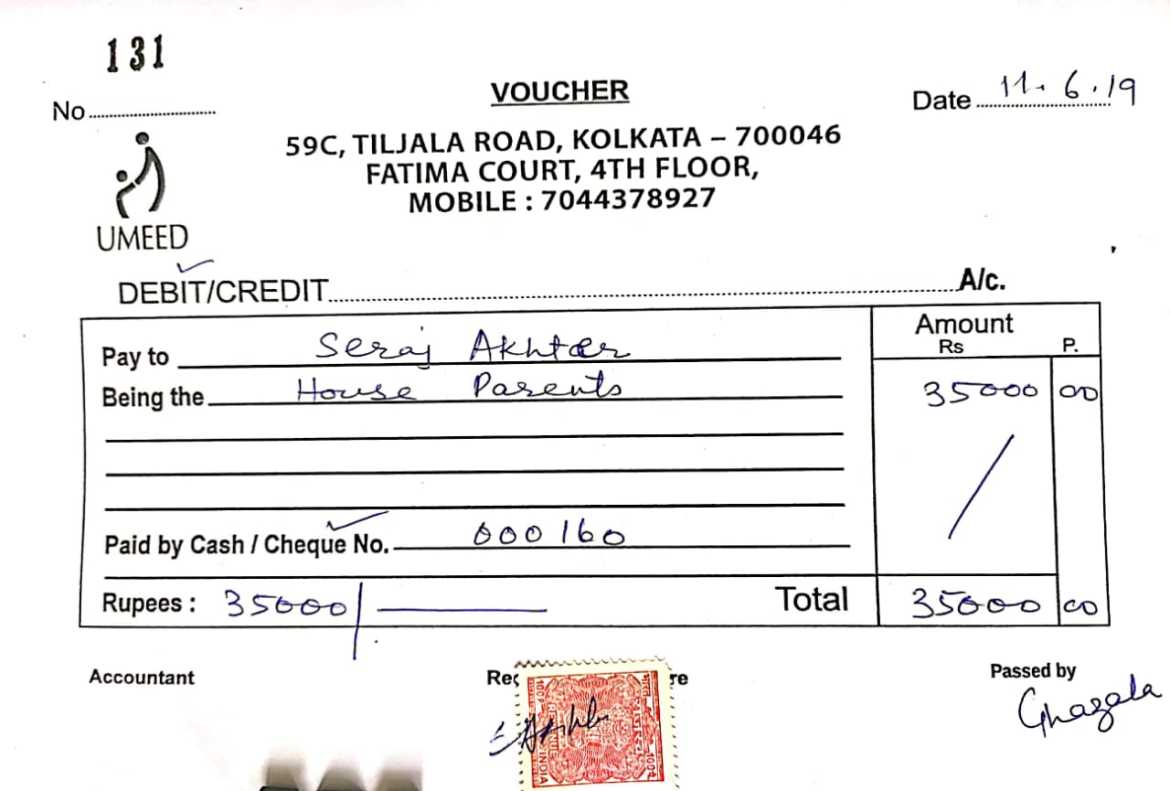 131
No
VOUCHER
Date 11.6.19
59C, TILJALA ROAD, KOLKATA – 700046
FATIMA COURT, 4TH FLOOR,
MOBILE : 7044378927
UMEED
DEBIT/CREDIT A/c.
Amount
Rs P.
Pay to Seraj Akhtar
Being the House Parents 35000 00
Paid by Cash / Cheque No. 000160
Rupees : 35000/ Total 35000 00
Accountant
Passed by
Ghazala
INDIA